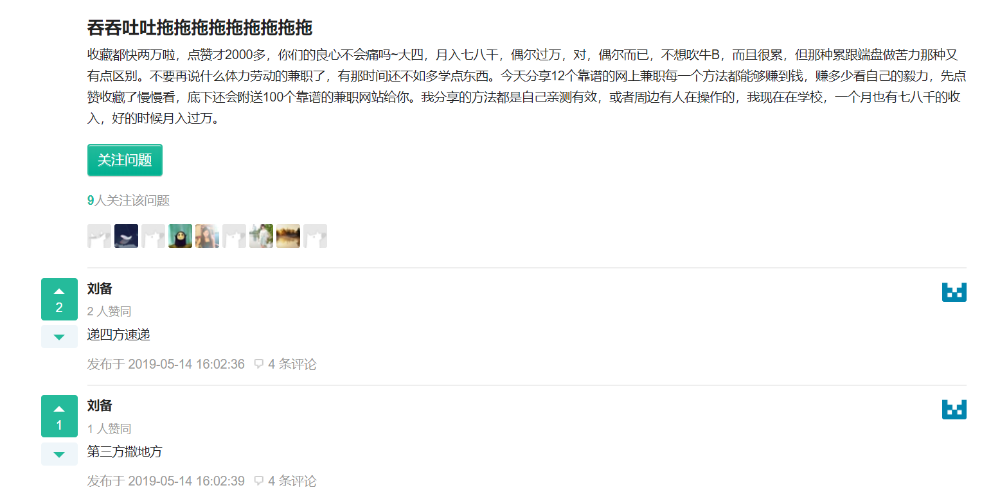 吞吞吐吐拖拖拖拖拖拖拖拖拖
收藏都快两万啦，点赞才2000多，你们的良心不会痛吗~大四，月入七八千，偶尔过万，对，偶尔而已，不想吹牛B，而且很累，但那种累跟端盘做苦力那种又
有点区别。不要再说什么体力劳动的兼职了，有那时间还不如多学点东西。今天分享12个靠谱的网上兼职每一个方法都能够赚到钱，赚多少看自己的毅力，先点
赞收藏了慢慢看，底下还会附送100个靠谱的兼职网站给你。我分享的方法都是自己亲测有效，或者周边有人在操作的，我现在在学校，一个月也有七八千的收
入，好的时候月入过万。
关注问题
9人关注该问题
2
刘备
2 人赞同
递四方速递
发布于 2019-05-14 16:02:36 4 条评论
1
刘备
1 人赞同
第三方撒地方
发布于 2019-05-14 16:02:39 4 条评论